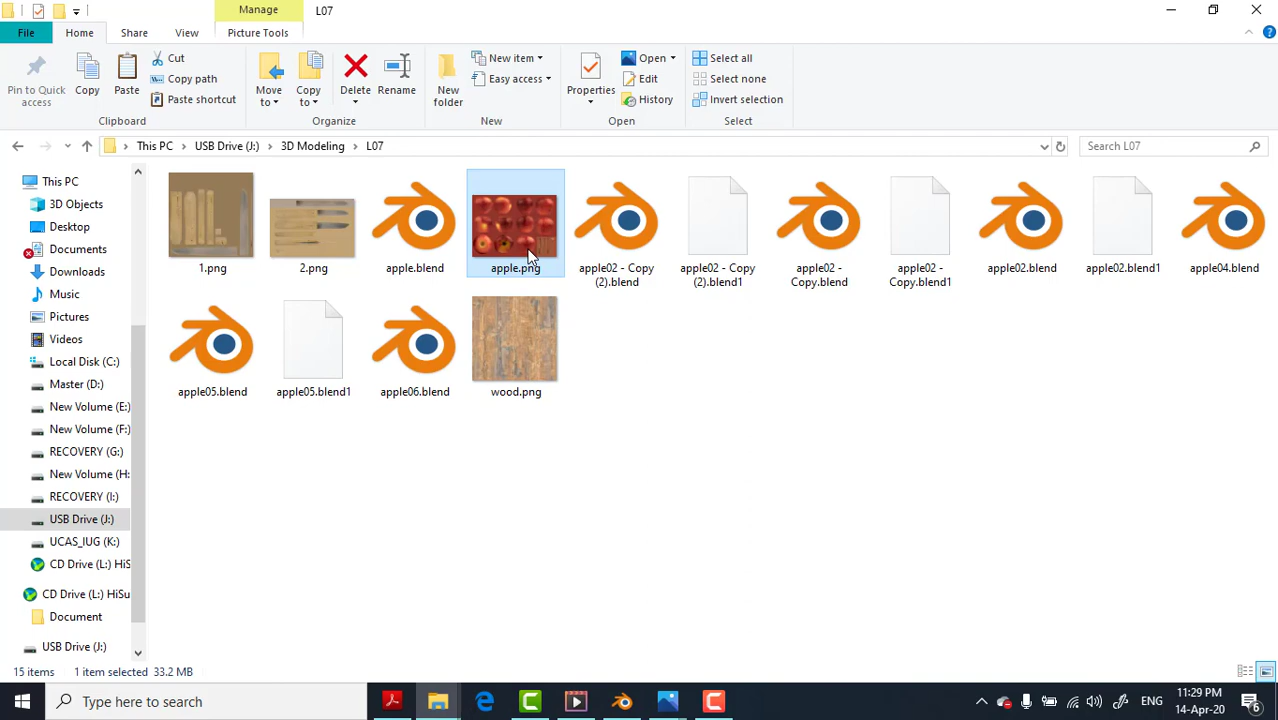 Manage
L07
File
Home
Share
View
Picture Tools
Pin to Quick access
Copy
Paste
Cut
Copy path
Paste shortcut
Clipboard
Move to
Copy to
Delete
Rename
Organize
New folder
New item
Easy access
New
Properties
Open
Edit
History
Open
Select all
Select none
Invert selection
Select
This PC
USB Drive (J:)
3D Modeling
L07
Search L07
This PC
3D Objects
Desktop
Documents
Downloads
Music
Pictures
Videos
Local Disk (C:)
Master (D:)
New Volume (E:)
New Volume (F:)
RECOVERY (G:)
New Volume (H:
RECOVERY (I:)
USB Drive (J:)
UCAS_IUG (K:)
CD Drive (L:) HiS
CD Drive (L:) HiSu
Document
USB Drive (J:)
1.png
2.png
apple.blend
apple.png
apple02 - Copy (2).blend
apple02 - Copy (2).blend1
apple02 - Copy.blend
apple02 - Copy.blend1
apple02.blend
apple02.blend1
apple04.blend
apple05.blend
apple05.blend1
apple06.blend
wood.png
15 items
1 item selected 33.2 MB
Type here to search
ENG
11:29 PM
14-Apr-20
6